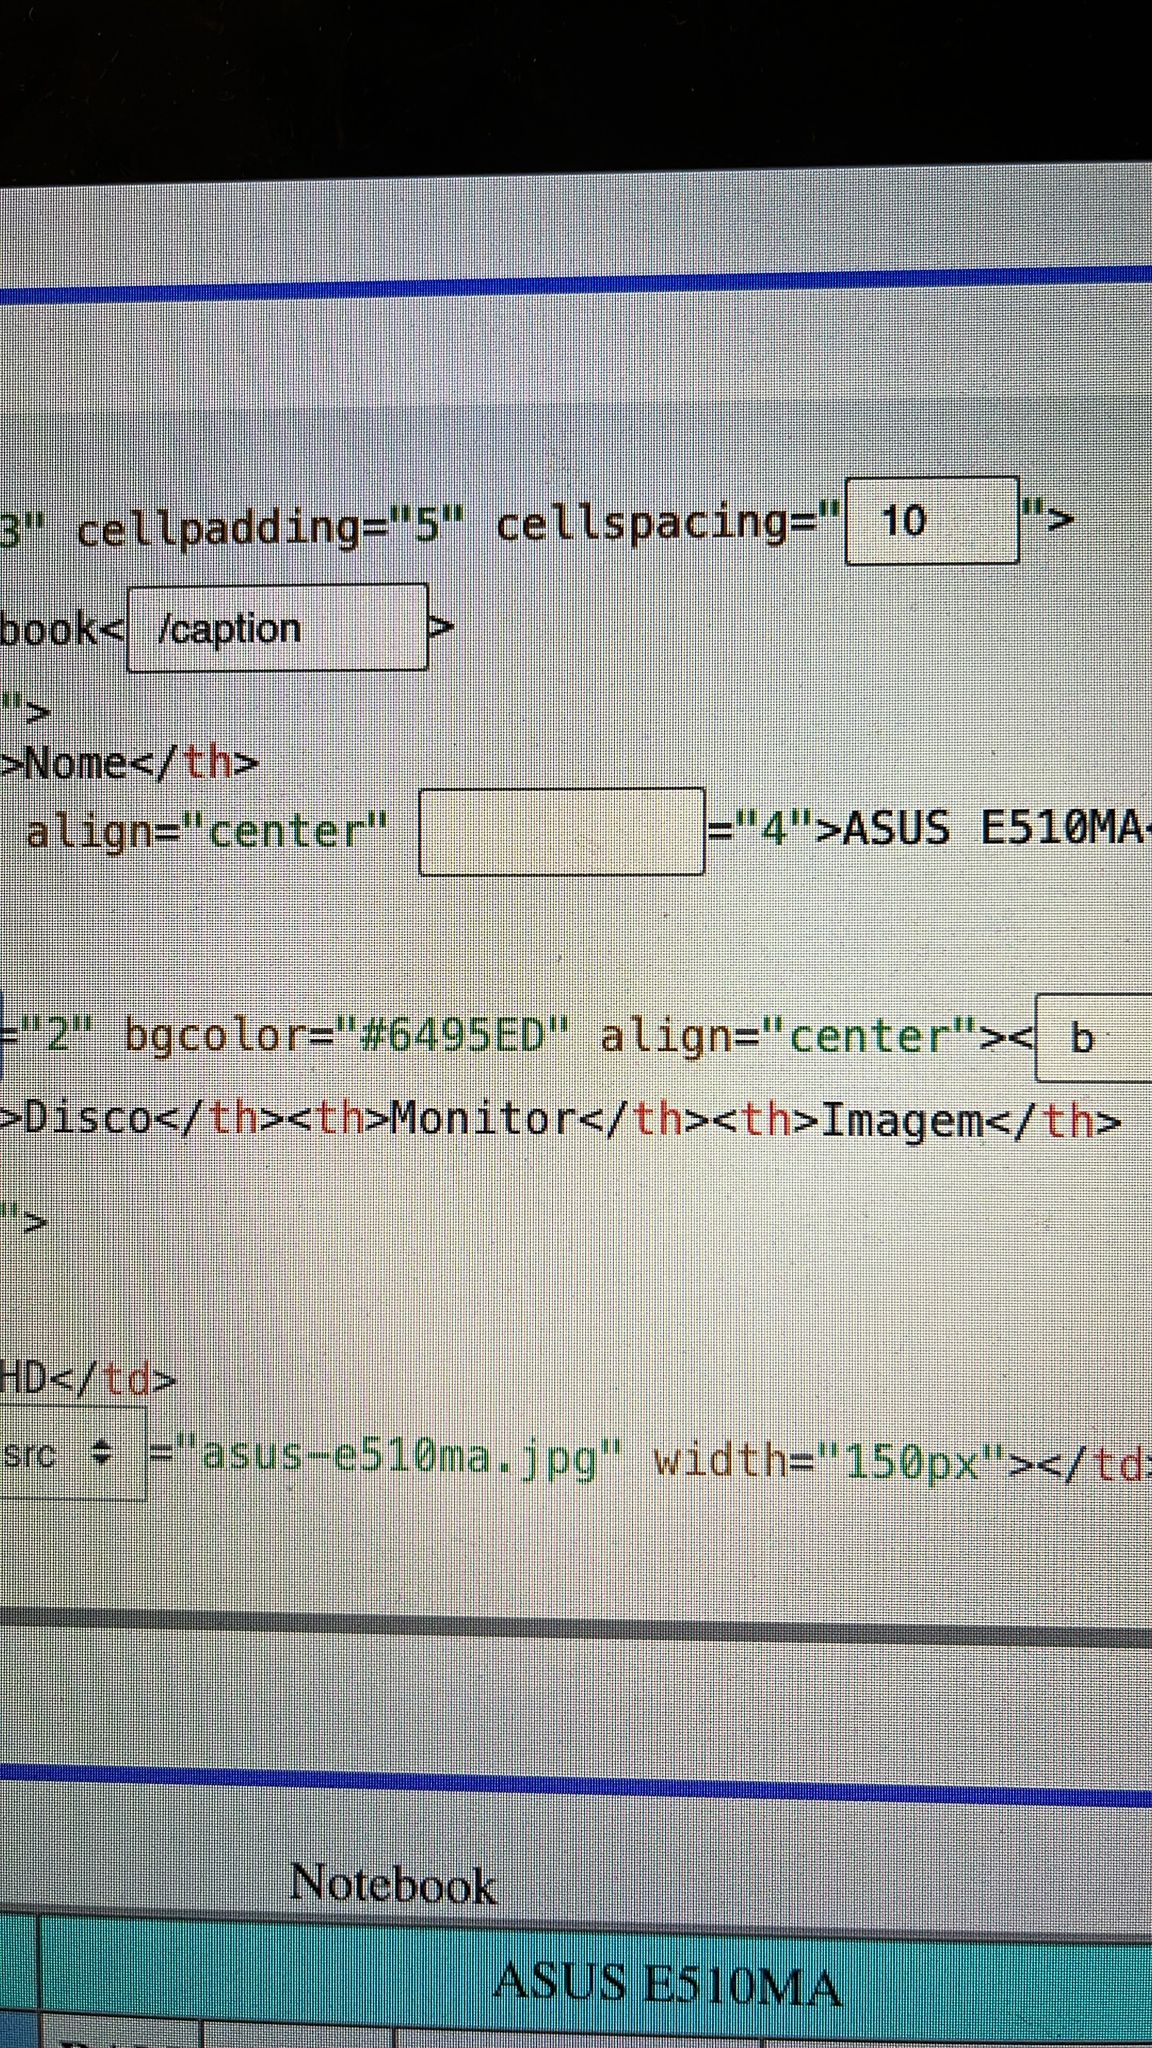 3" cellpadding="5" cellspacing="10">
book</caption>
">
>Nome</th>
align="center" ="4">ASUS E510MA<
="2" bgcolor="#6495ED" align="center"><b
>Disco</th><th>Monitor</th><th>Imagem</th>
">
HD</td>
src="asus-e510ma.jpg" width="150px"></td>
Notebook
ASUS E510MA